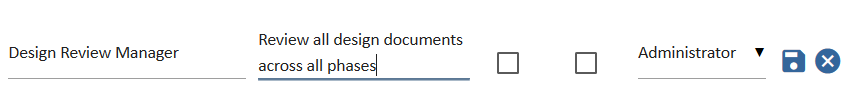 Design Review Manager
Review all design documents
across all phases
Administrator